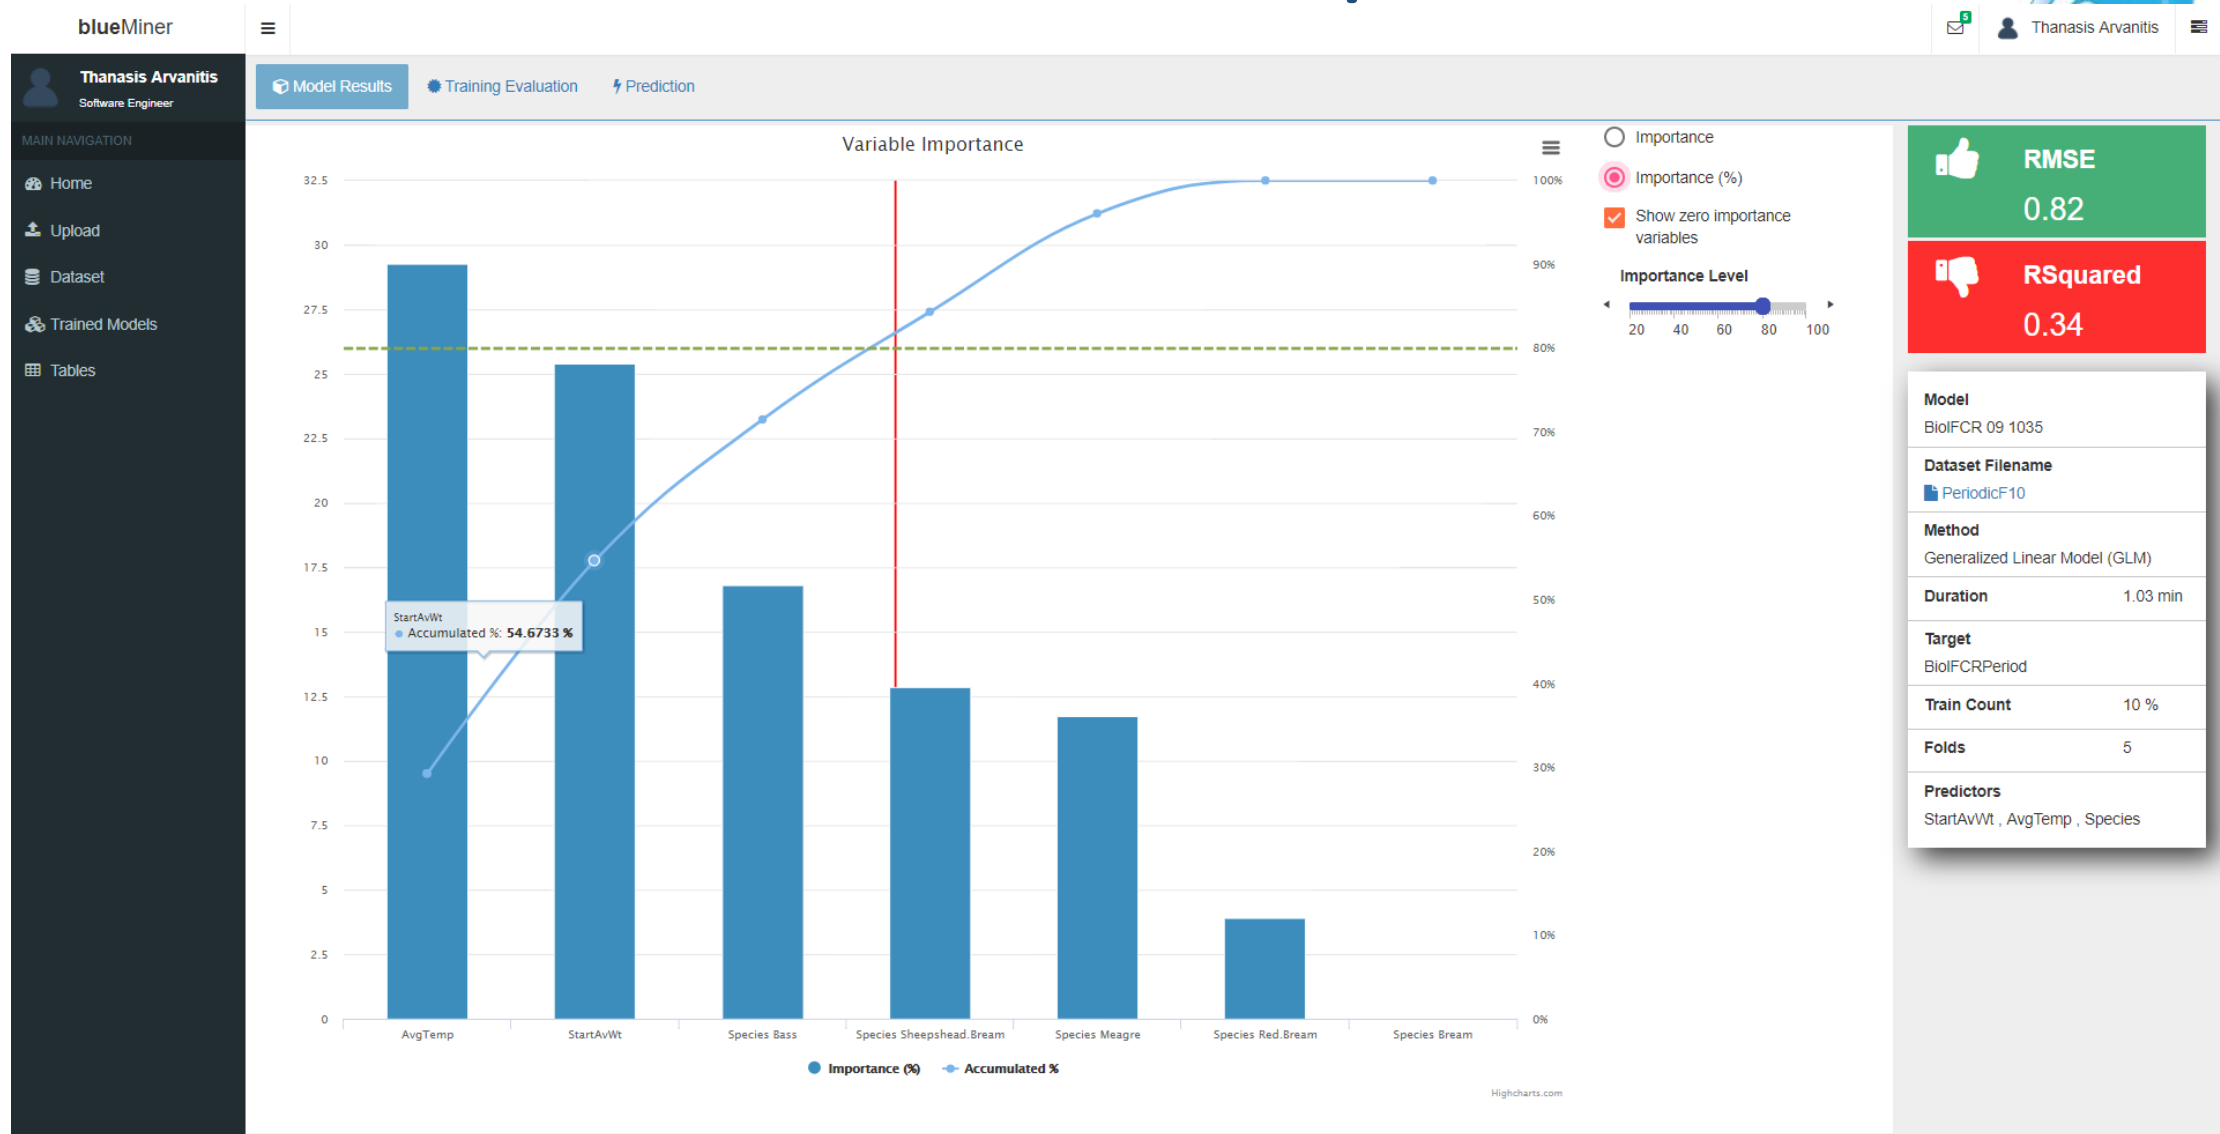 blueMiner
5
Thanasis Arvanitis
Thanasis Arvanitis
Software Engineer
MAIN NAVIGATION
Home
Upload
Dataset
Trained Models
Tables
Model Results
Training Evaluation
Prediction
Variable Importance
32.5
30
27.5
25
22.5
20
17.5
15
12.5
10
7.5
5
2.5
0
100%
90%
80%
70%
60%
50%
40%
30%
20%
10%
0%
StartAvWt
Accumulated %: 54.6733 %
AvgTemp
StartAvWt
Species Bass
Species Sheepshead.Bream
Species Meagre
Species Red.Bream
Species Bream
Importance (%)
Accumulated %
Highcharts.com
Importance
Importance (%)
Show zero importance
variables
Importance Level
20 40 60 80 100
RMSE
0.82
RSquared
0.34
Model
BiolFCR 09 1035
Dataset Filename
PeriodicF10
Method
Generalized Linear Model (GLM)
Duration 1.03 min
Target
BiolFCRPeriod
Train Count 10 %
Folds 5
Predictors
StartAvWt , AvgTemp , Species